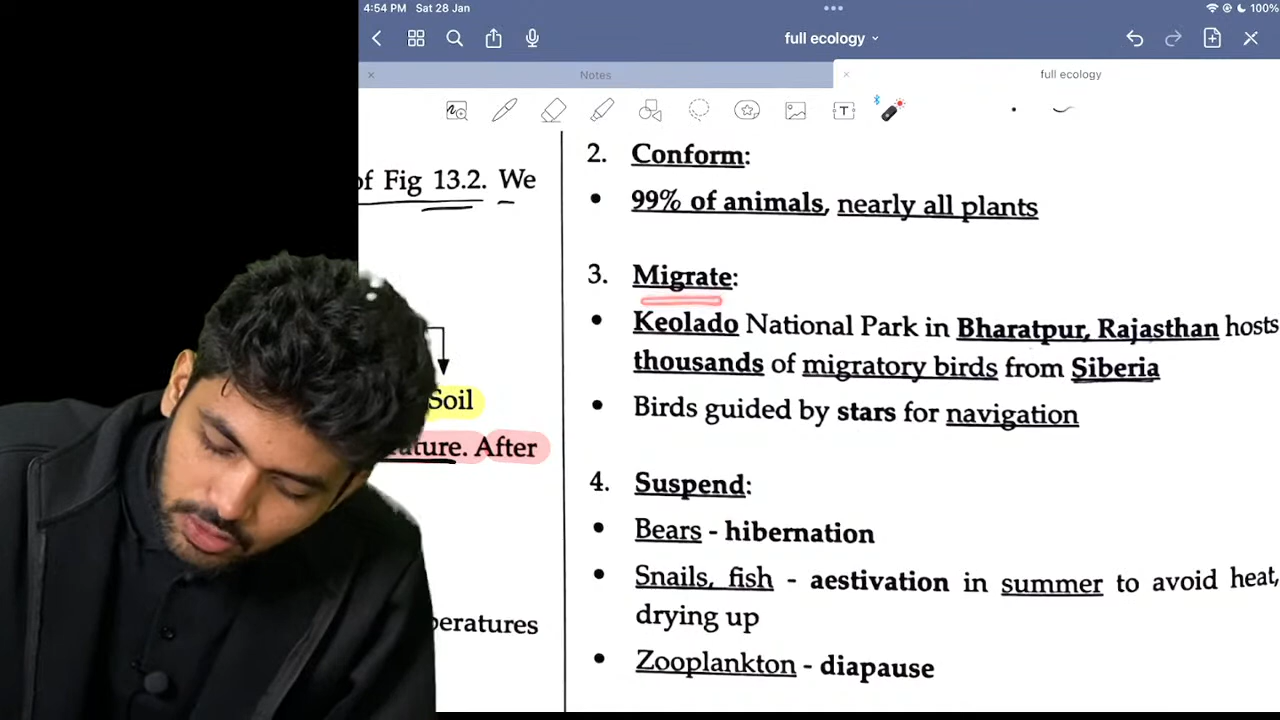 4:54 PM Sat 28 Jan
100%
full ecology
Notes
full ecology
T
of Fig 13.2. We
Soil
ature. After
peratures
2. Conform:
• 99% of animals, nearly all plants
3. Migrate:
• Keolado National Park in Bharatpur, Rajasthan hosts
thousands of migratory birds from Siberia
• Birds guided by stars for navigation
4. Suspend:
• Bears - hibernation
• Snails, fish - aestivation in summer to avoid heat,
drying up
• Zooplankton - diapause